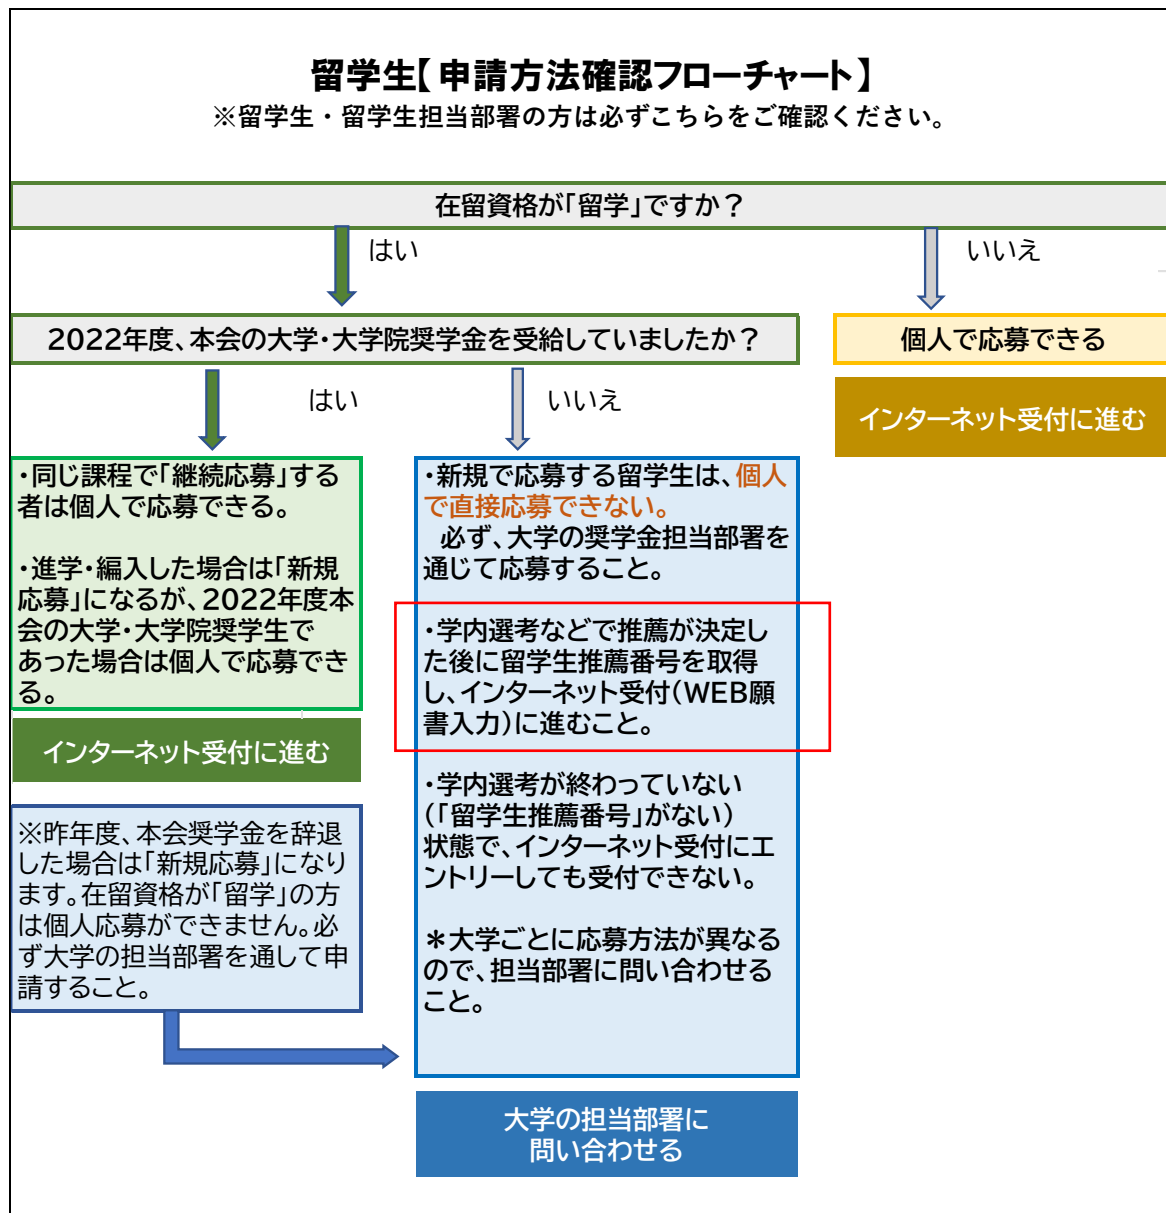 留学生【申請方法確認フローチャート】
※留学生・留学生担当部署の方は必ずこちらをご確認ください。
在留資格が「留学」ですか？
はい
いいえ
2022年度、本会の大学・大学院奨学金を受給していましたか？
個人で応募できる
インターネット受付に進む
はい
いいえ
・同じ課程で「継続応募」する
者は個人で応募できる。
・進学・編入した場合は「新規
応募」になるが、2022年度本
会の大学・大学院奨学生で
あった場合は個人で応募でき
る。
インターネット受付に進む
※昨年度、本会奨学金を辞退
した場合は「新規応募」になり
ます。在留資格が「留学」の方
は個人応募ができません。必
ず大学の担当部署を通して申
請すること。
・新規で応募する留学生は、個人
で直接応募できない。
必ず、大学の奨学金担当部署を
通じて応募すること。
・学内選考などで推薦が決定し
た後に留学生推薦番号を取得
し、インターネット受付（WEB願
書入力）に進むこと。
・学内選考が終わっていない
（「留学生推薦番号」がない）
状態で、インターネット受付にエ
ントリーしても受付できない。
＊大学ごとに応募方法が異なる
ので、担当部署に問い合わせる
こと。
大学の担当部署に
問い合わせる